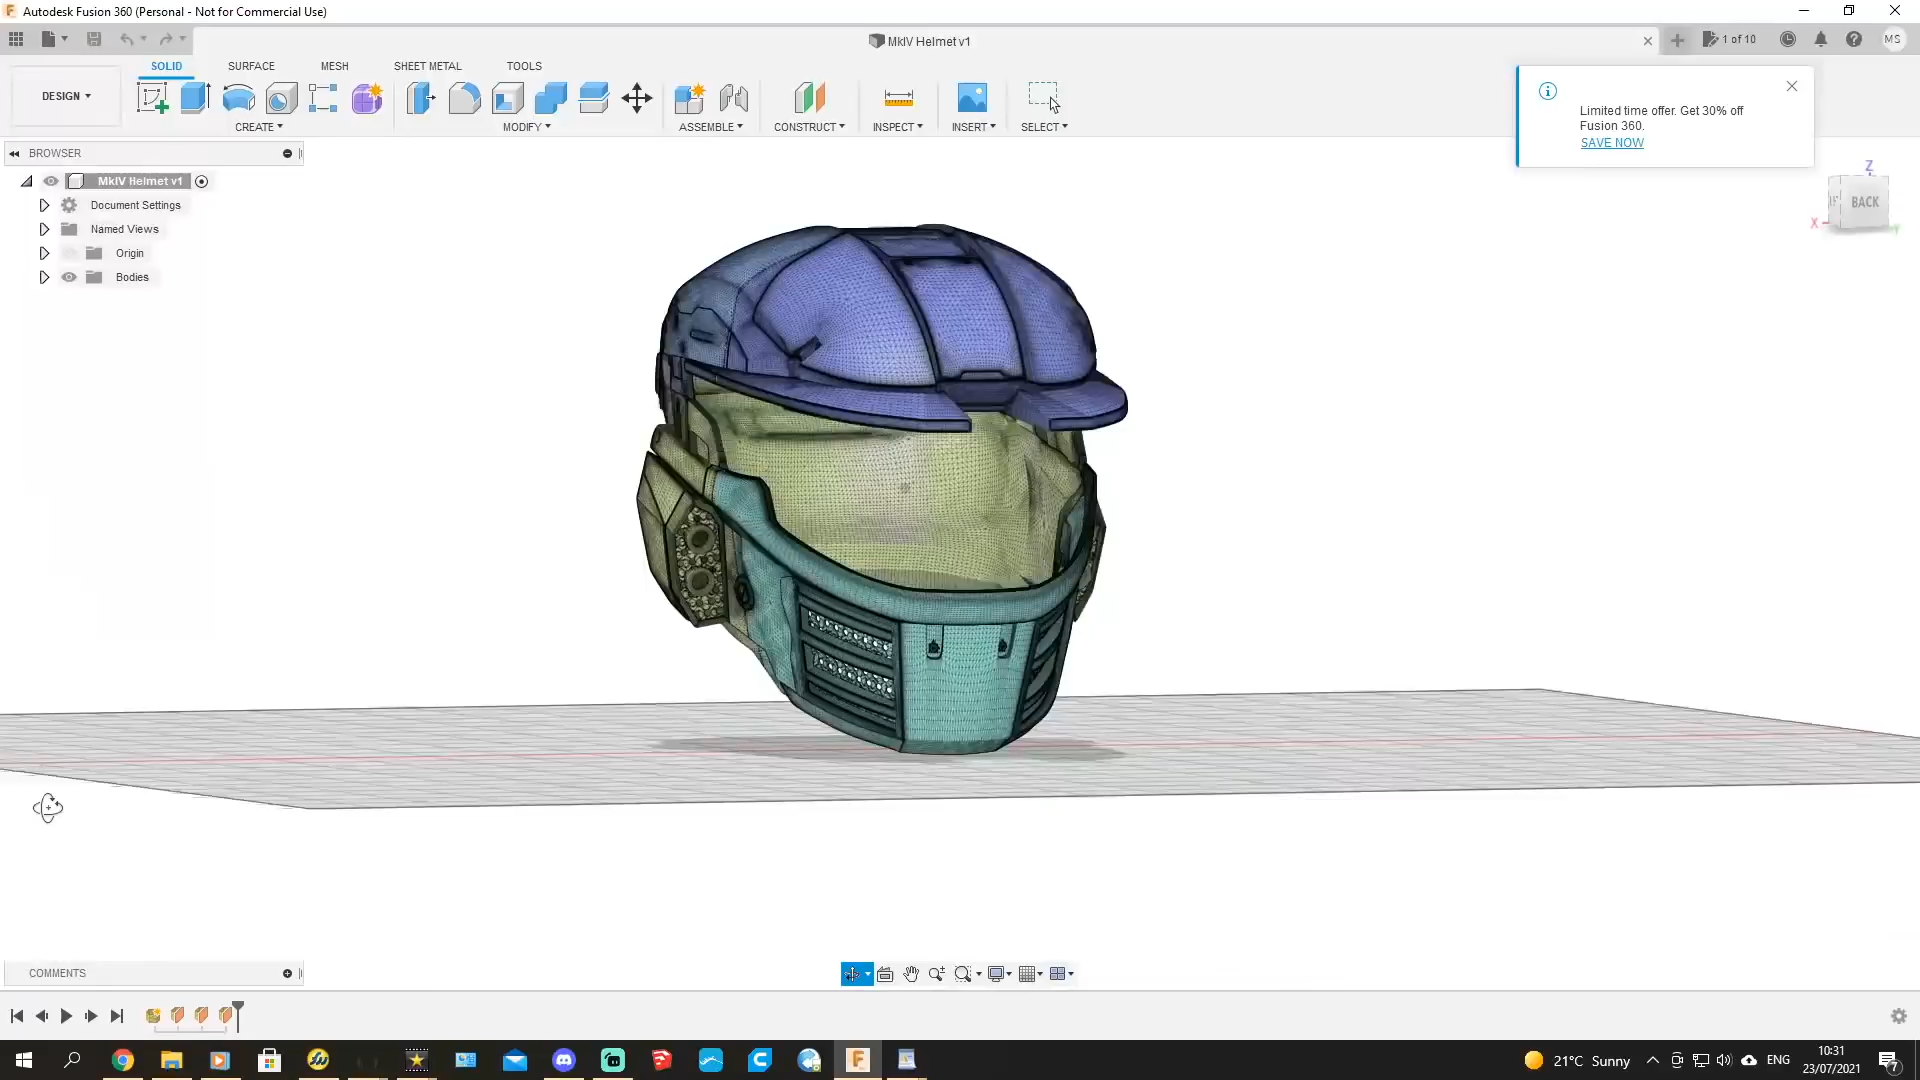 Autodesk Fusion 360 (Personal - Not for Commercial Use)
MkIV Helmet v1
1 of 10
MS
SOLID
SURFACE
MESH
SHEET METAL
TOOLS
DESIGN
CREATE
MODIFY
ASSEMBLE
CONSTRUCT
INSPECT
INSERT
SELECT
Limited time offer. Get 30% off
Fusion 360.
SAVE NOW
BROWSER
MkIV Helmet v1
Document Settings
Named Views
Origin
Bodies
Z
BACK
X
Y
COMMENTS
21°C Sunny
ENG
10:31
23/07/2021
7